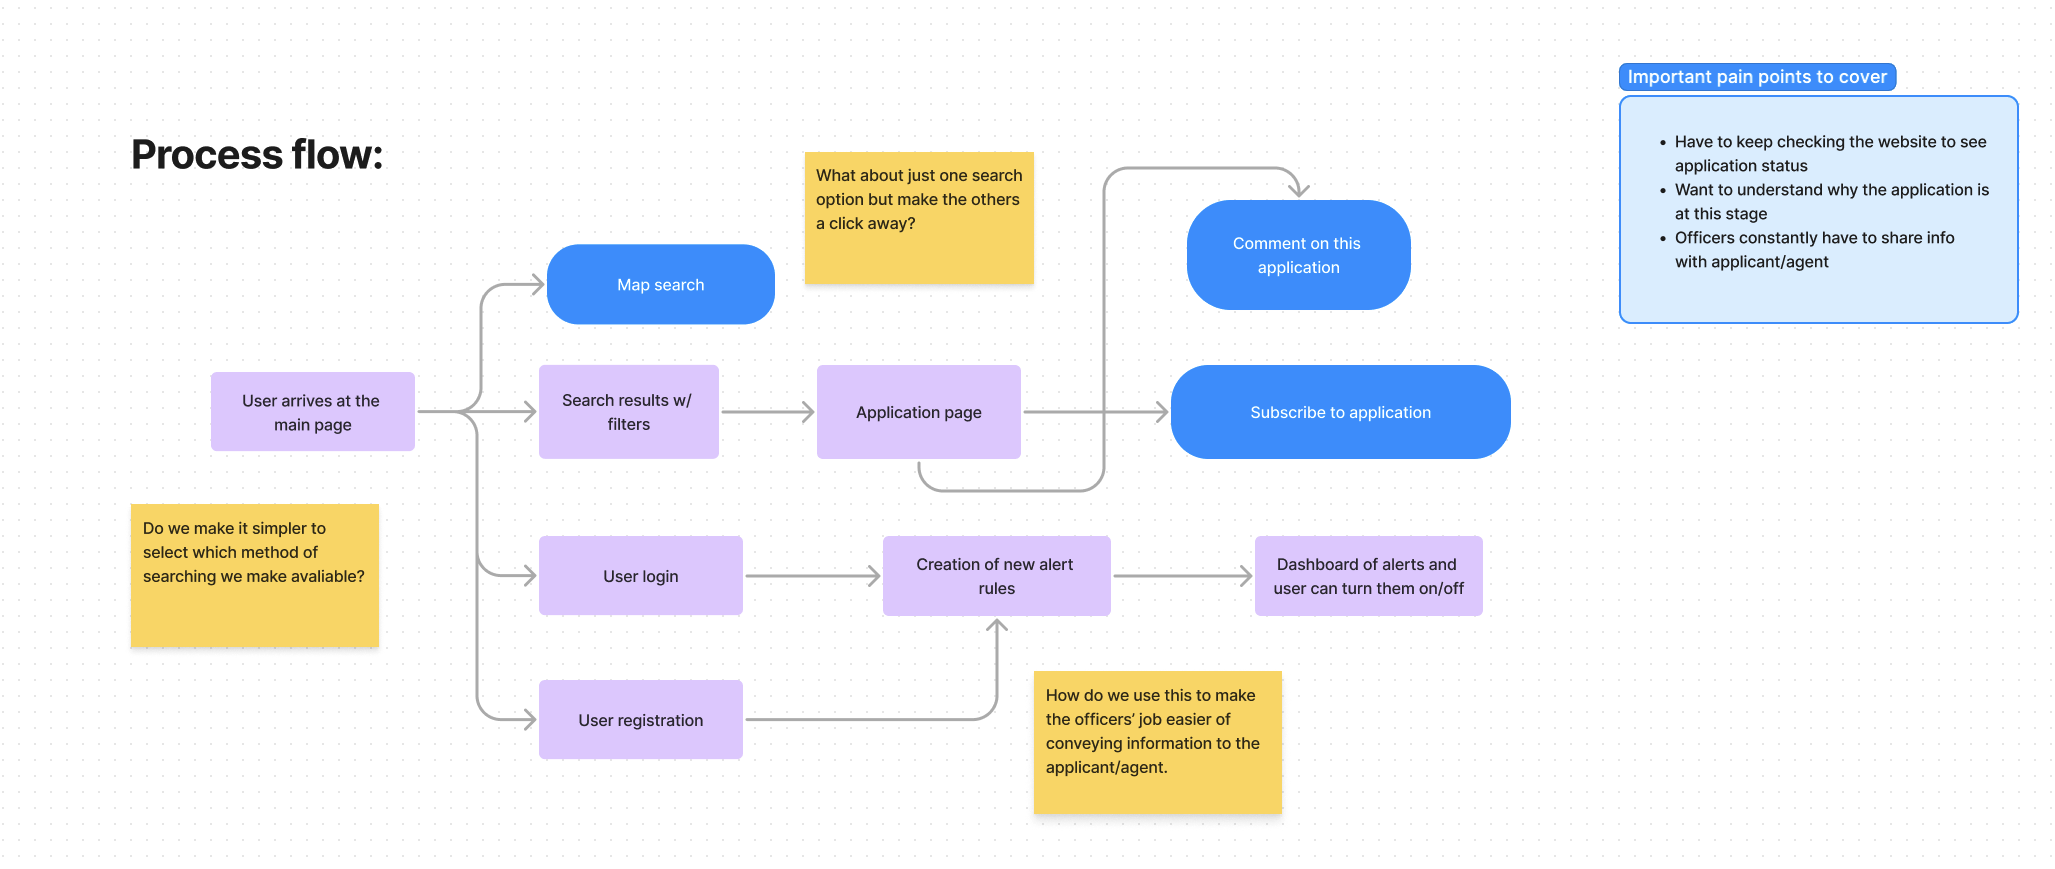 Important pain points to cover
• Have to keep checking the website to see
application status
• Want to understand why the application is
at this stage
• Officers constantly have to share info
with applicant/agent
Process flow:
What about just one search
option but make the others
a click away?
Comment on this
application
Map search
User arrives at the
main page
Search results w/
filters
Application page
Subscribe to application
Do we make it simpler to
select which method of
searching we make avaliable?
User login
Creation of new alert
rules
Dashboard of alerts and
user can turn them on/off
User registration
How do we use this to make
the officers’ job easier of
conveying information to the
applicant/agent.